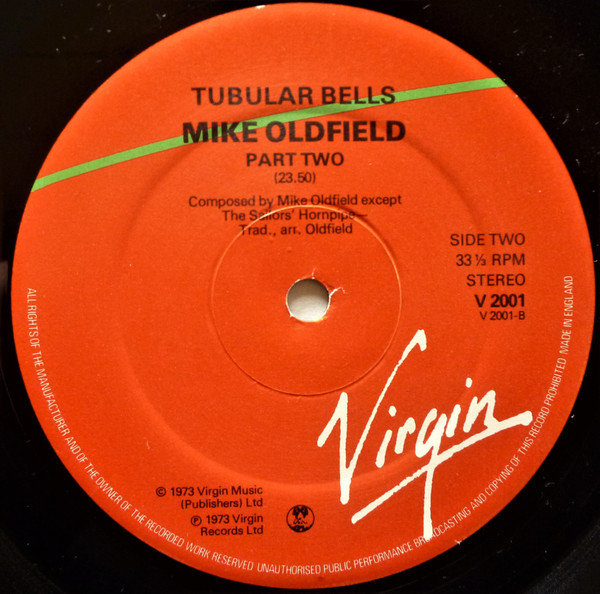 TUBULAR BELLS
MIKE OLDFIELD
PART TWO
(23.50)
Composed by Mike Oldfield except
The Sailors' Hornpipe—
Trad., arr. Oldfield
SIDE TWO
33⅓ RPM
STEREO
V 2001
V 2001-B
Virgin
© 1973 Virgin Music
(Publishers) Ltd
℗ 1973 Virgin
Records Ltd
ALL RIGHTS OF THE MANUFACTURER AND OF THE OWNER OF THE RECORDED WORK RESERVED UNAUTHORISED PUBLIC PERFORMANCE BROADCASTING AND COPYING OF THIS RECORD PROHIBITED MADE IN ENGLAND